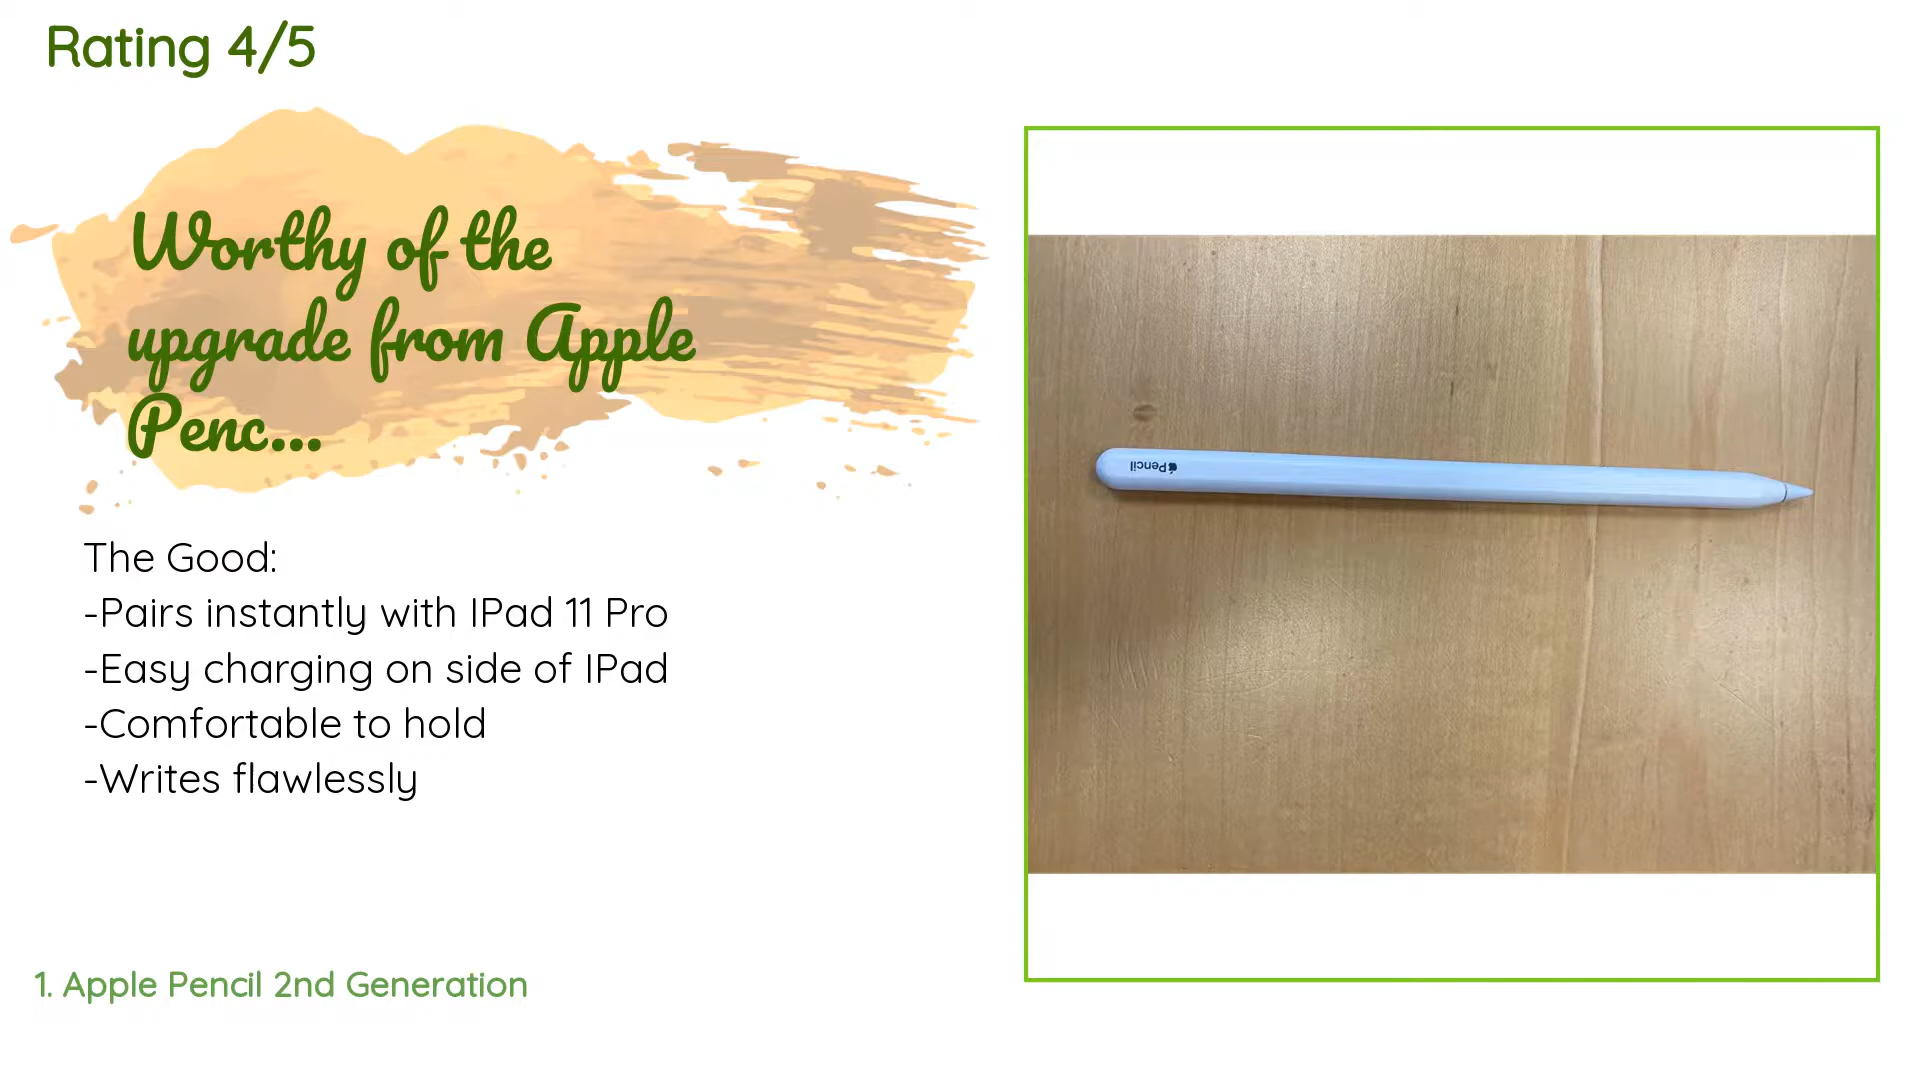 Rating 4/5
Worthy of the
upgrade from Apple
Penc...
The Good:
-Pairs instantly with IPad 11 Pro
-Easy charging on side of IPad
-Comfortable to hold
-Writes flawlessly
Pencil
1. Apple Pencil 2nd Generation